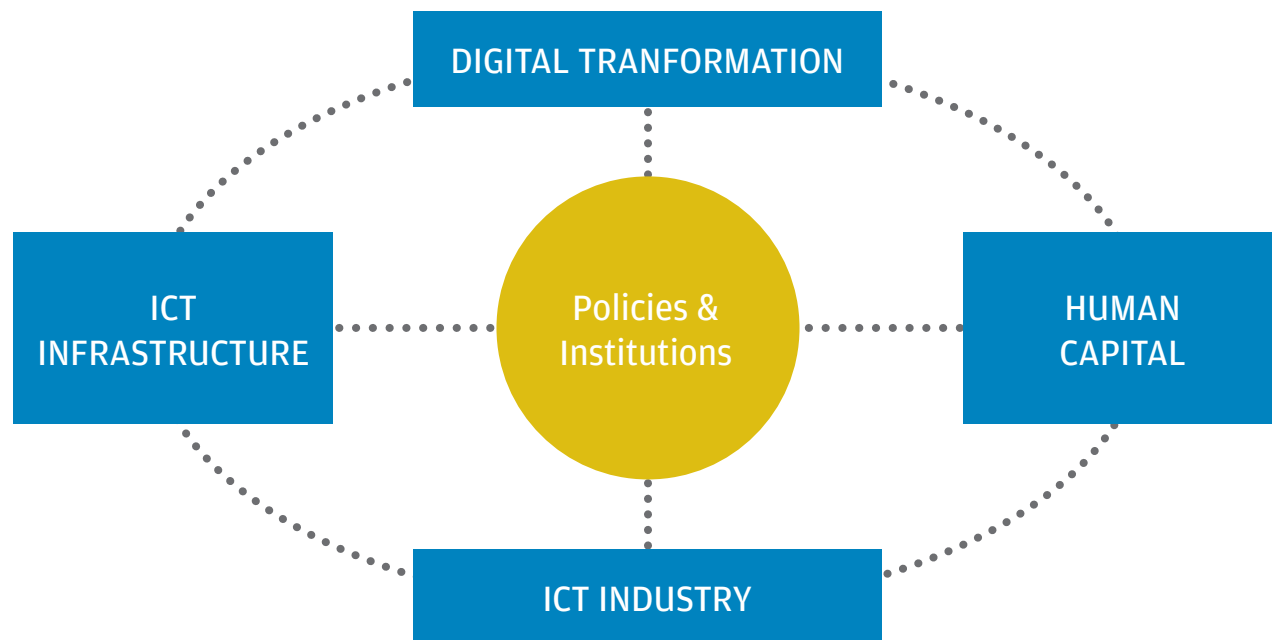 DIGITAL TRANFORMATION
ICT
INFRASTRUCTURE
Policies &
Institutions
HUMAN
CAPITAL
ICT INDUSTRY